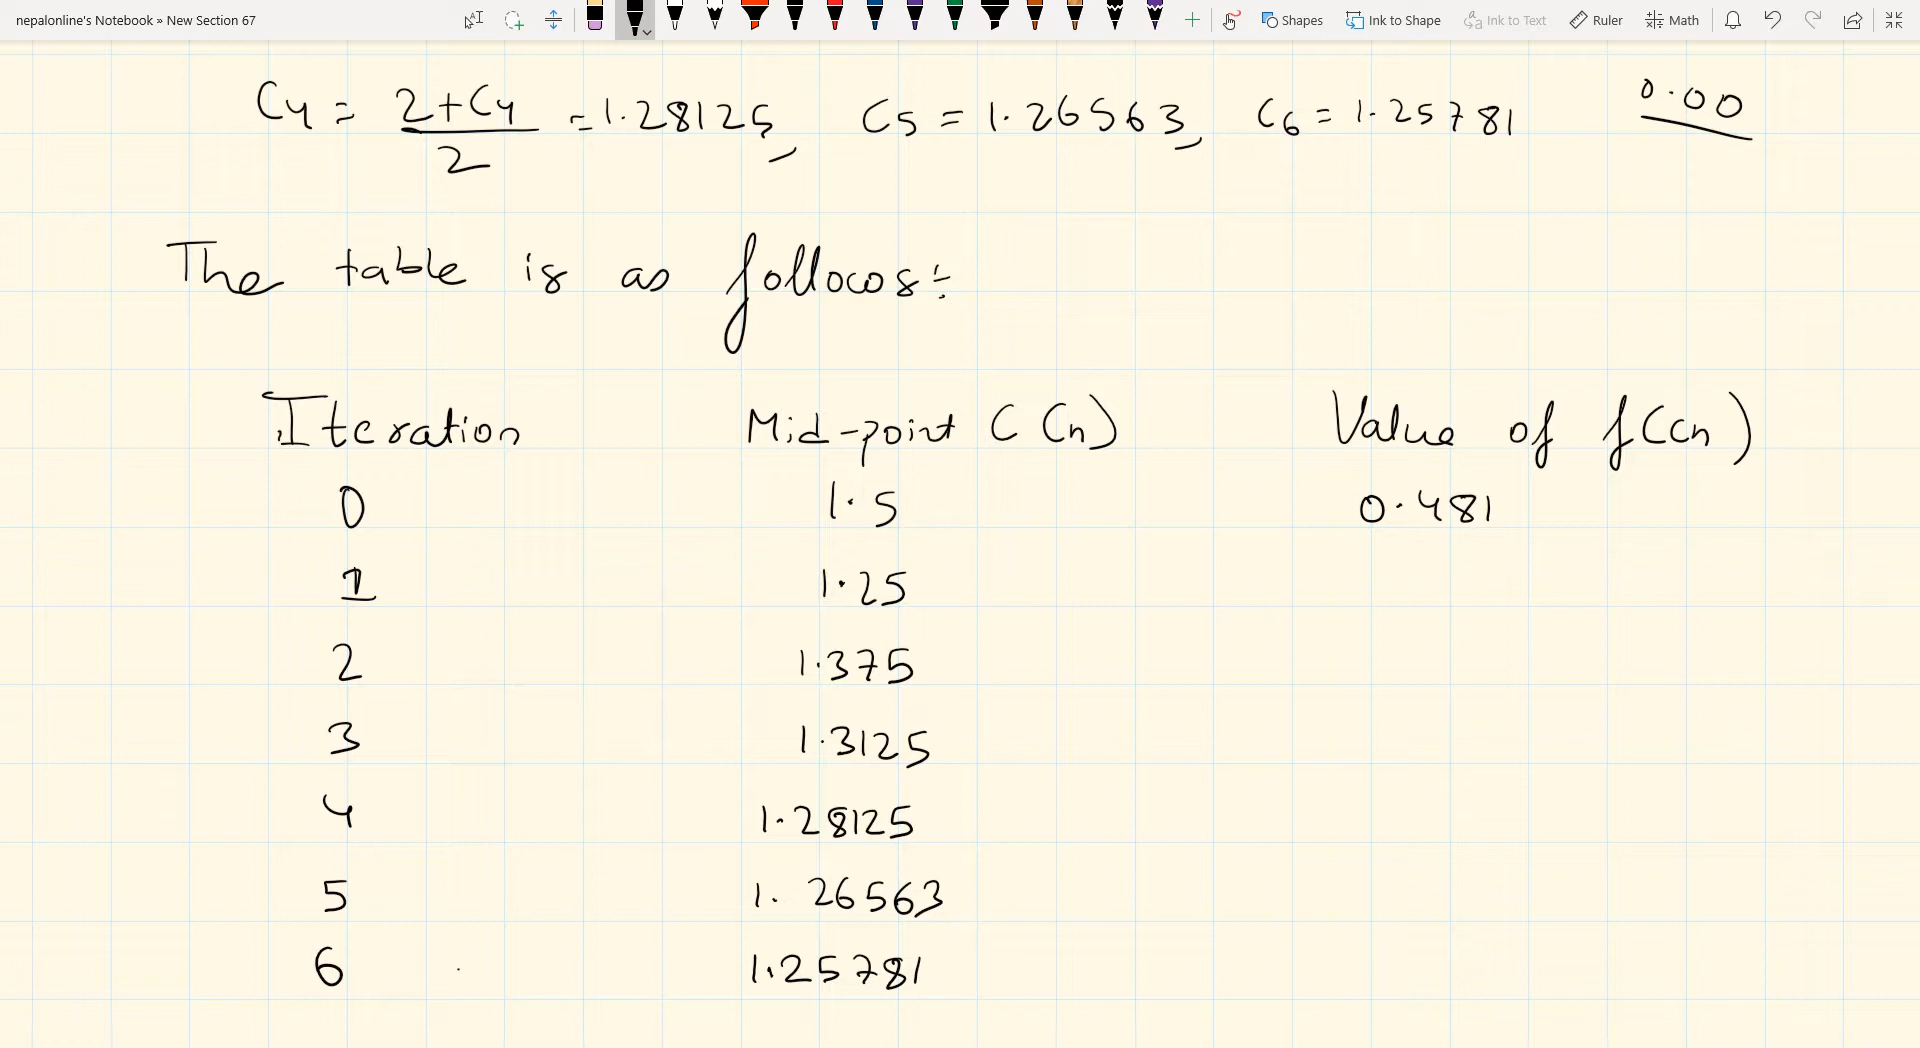 nepalonline's Notebook » New Section 67
Shapes Ink to Shape Ink to Text Ruler Math
C4 = 2+C4 / 2 = 1.28125, C5 = 1.26563, C6 = 1.25781 0.00
The table is as follows:
Iteration Mid-point C (n) Value of f(cn)
0 1.5 0.481
1 1.25
2 1.375
3 1.3125
4 1.28125
5 1.26563
6 1.25781